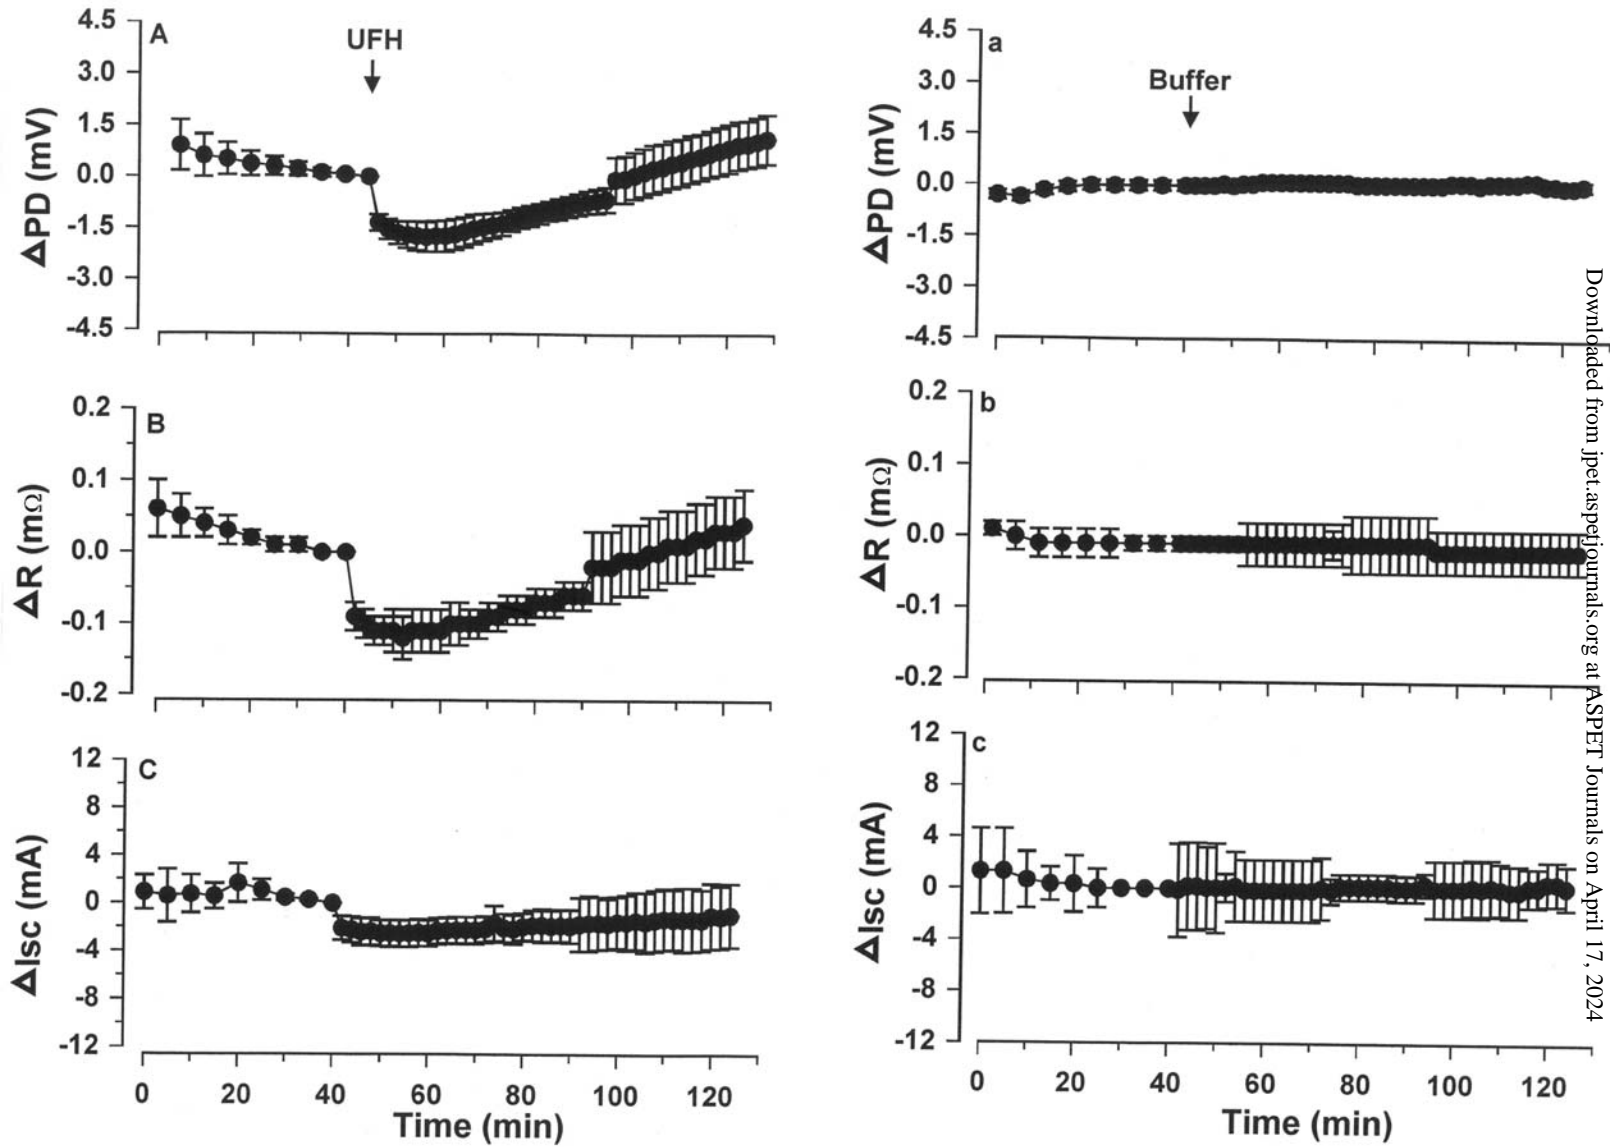 A
UFH
4.5
3.0
1.5
0.0
-1.5
-3.0
-4.5
ΔPD (mV)
a
Buffer
4.5
3.0
1.5
0.0
-1.5
-3.0
-4.5
ΔPD (mV)
B
0.2
0.1
0.0
-0.1
-0.2
ΔR (m℧)
b
0.2
0.1
0.0
-0.1
-0.2
ΔR (m℧)
C
12
8
4
0
-4
-8
-12
ΔIsc (mA)
0 20 40 60 80 100 120
Time (min)
c
12
8
4
0
-4
-8
-12
ΔIsc (mA)
0 20 40 60 80 100 120
Time (min)
Downloaded from jpet.aspetjournals.org at ASPET Journals on April 17, 2024